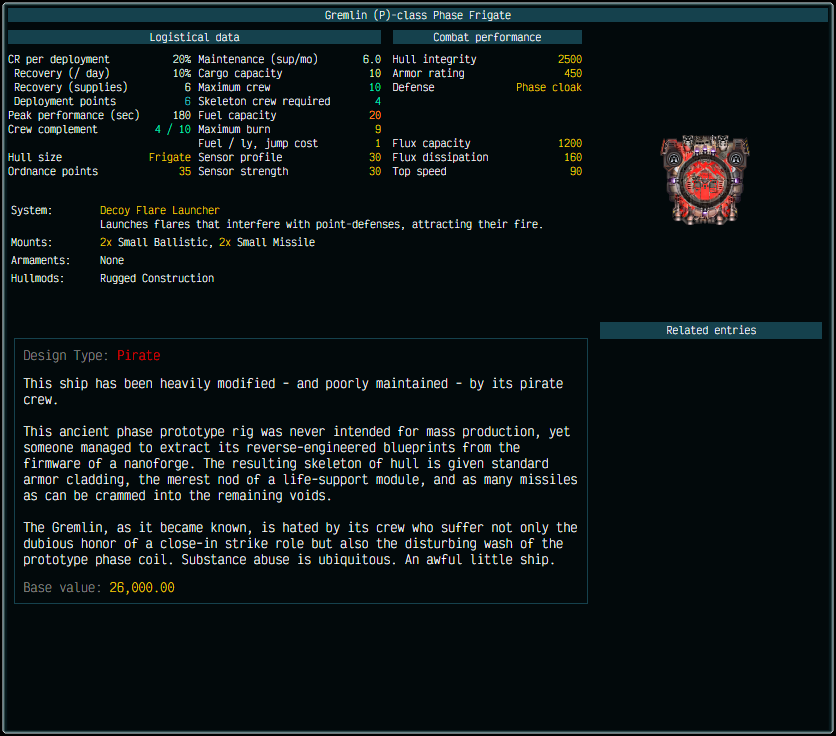 Gremlin (P)-class Phase Frigate
Logistical data
CR per deployment 20% Maintenance (sup/mo) 6.0
Recovery (/ day) 10% Cargo capacity 10
Recovery (supplies) 6 Maximum crew 10
Deployment points 6 Skeleton crew required 4
Peak performance (sec) 180 Fuel capacity 20
Crew complement 4 / 10 Maximum burn 9
Fuel / ly, jump cost 1
Hull size Frigate Sensor profile 30
Ordnance points 35 Sensor strength 30
Combat performance
Hull integrity 2500
Armor rating 450
Defense Phase cloak
Flux capacity 1200
Flux dissipation 160
Top speed 90
System: Decoy Flare Launcher
Launches flares that interfere with point-defenses, attracting their fire.
Mounts: 2x Small Ballistic, 2x Small Missile
Armaments: None
Hullmods: Rugged Construction
Related entries
Design Type: Pirate
This ship has been heavily modified - and poorly maintained - by its pirate
crew.
This ancient phase prototype rig was never intended for mass production, yet
someone managed to extract its reverse-engineered blueprints from the
firmware of a nanoforge. The resulting skeleton of hull is given standard
armor cladding, the merest nod of a life-support module, and as many missiles
as can be crammed into the remaining voids.
The Gremlin, as it became known, is hated by its crew who suffer not only the
dubious honor of a close-in strike role but also the disturbing wash of the
prototype phase coil. Substance abuse is ubiquitous. An awful little ship.
Base value: 26,000.00